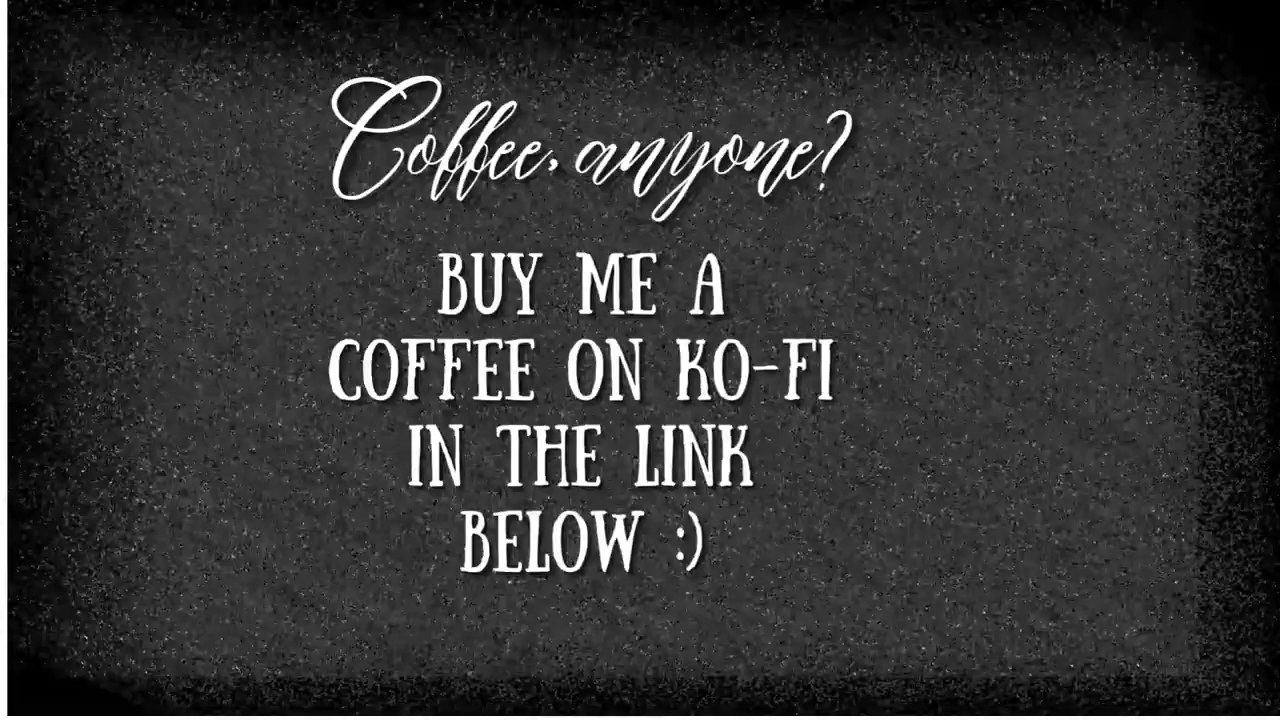 Coffee, anyone?
BUY ME A
COFFEE ON KO-FI
IN THE LINK
BELOW :)